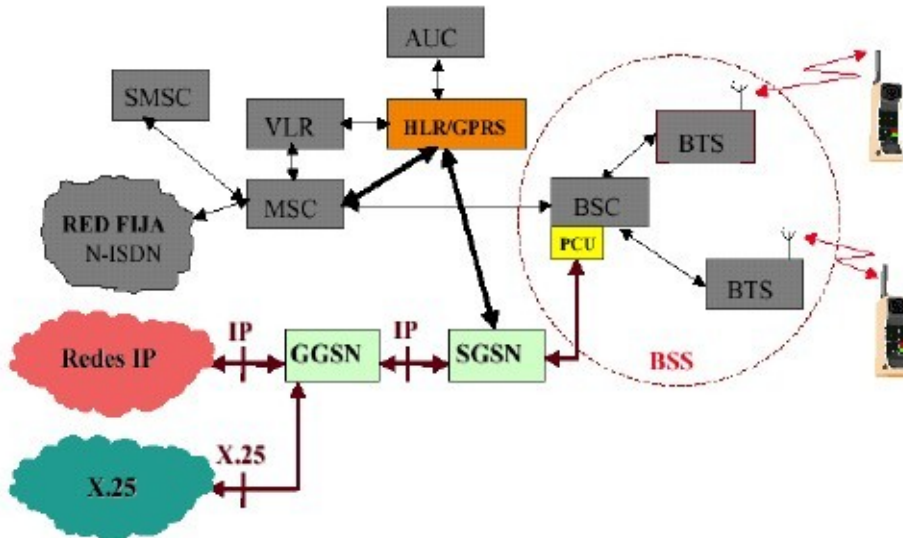 AUC
SMSC
VLR
HLR/GPRS
BTS
RED FIJA
N-ISDN
MSC
BSC
PCU
BTS
Redes IP
IP
GGSN
IP
SGSN
BSS
X.25
X.25